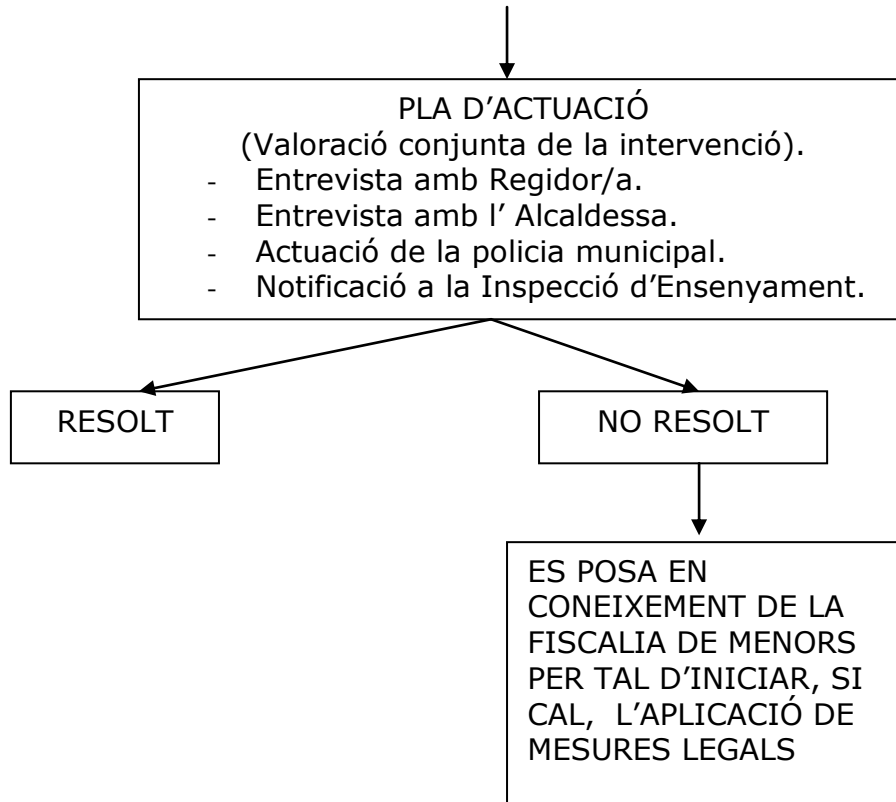 PLA D'ACTUACIÓ
(Valoració conjunta de la intervenció).
- Entrevista amb Regidor/a.
- Entrevista amb l' Alcaldessa.
- Actuació de la policia municipal.
- Notificació a la Inspecció d'Ensenyament.
RESOLT
NO RESOLT
ES POSA EN
CONEIXEMENT DE LA
FISCALIA DE MENORS
PER TAL D'INICIAR, SI
CAL, L'APLICACIÓ DE
MESURES LEGALS